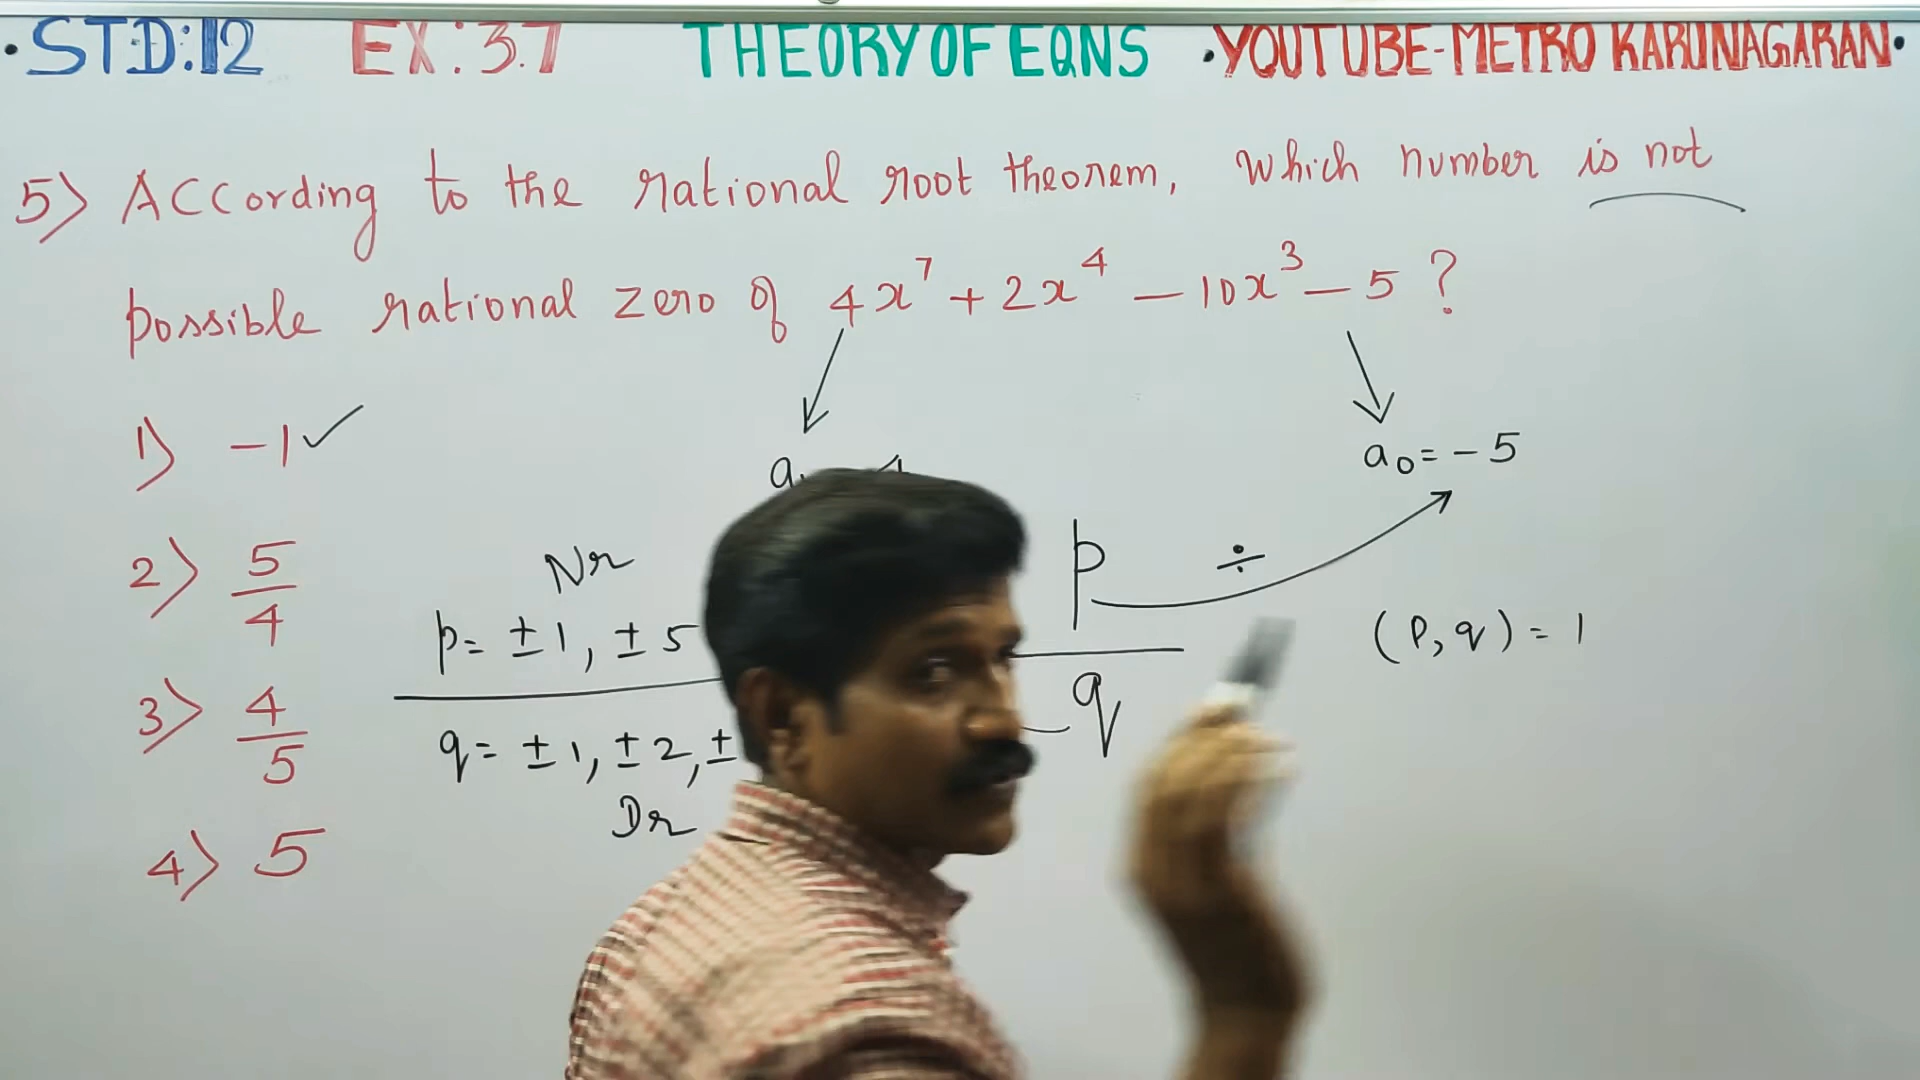 •STD:12 EX:3.7 THEORY OF EQNS •YOUTUBE-METRO KARUNAGARAN•
5) ACCording to the rational root theorem, which number is not
possible rational zero of 4x⁷ + 2x⁴ − 10x³ − 5 ?
1) −1 ✓
2) 5/4
3) 4/5
4) 5
a₀ = − 5
Nr
p = ±1, ±5
q = ±1, ±2, ±
Dr
p ÷
q
(p, q) = 1